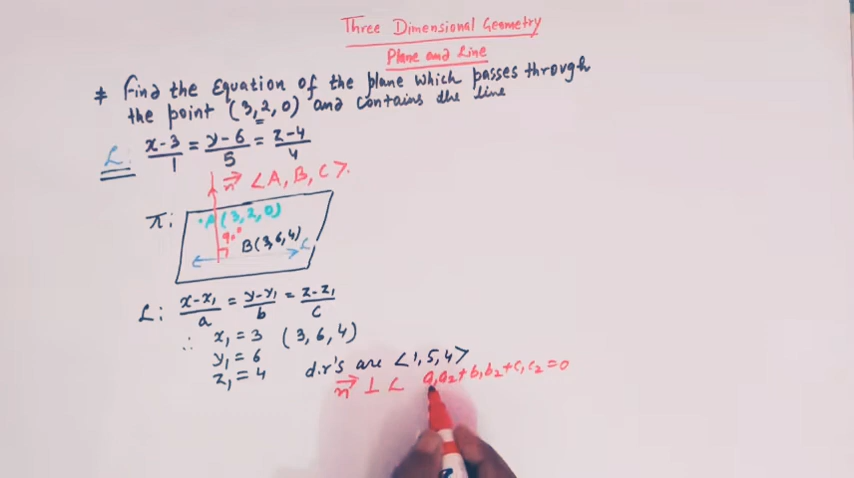 Three Dimensional Geometry
Plane and Line
* Find the Equation of the plane which passes through
the point (3,2,0) and contains the line
L: x-3/1 = y-6/5 = z-4/4
n⃗ <A, B, C>.
π: A(3,2,0)
90°
B(3,6,4) L
L: x-x₁/a = y-y₁/b = z-z₁/c
∴ x₁ = 3 (3, 6, 4)
y₁ = 6
z₁ = 4 d.r's are <1,5,4>
n⃗ ⊥ L a₁a₂+b₁b₂+c₁c₂=0